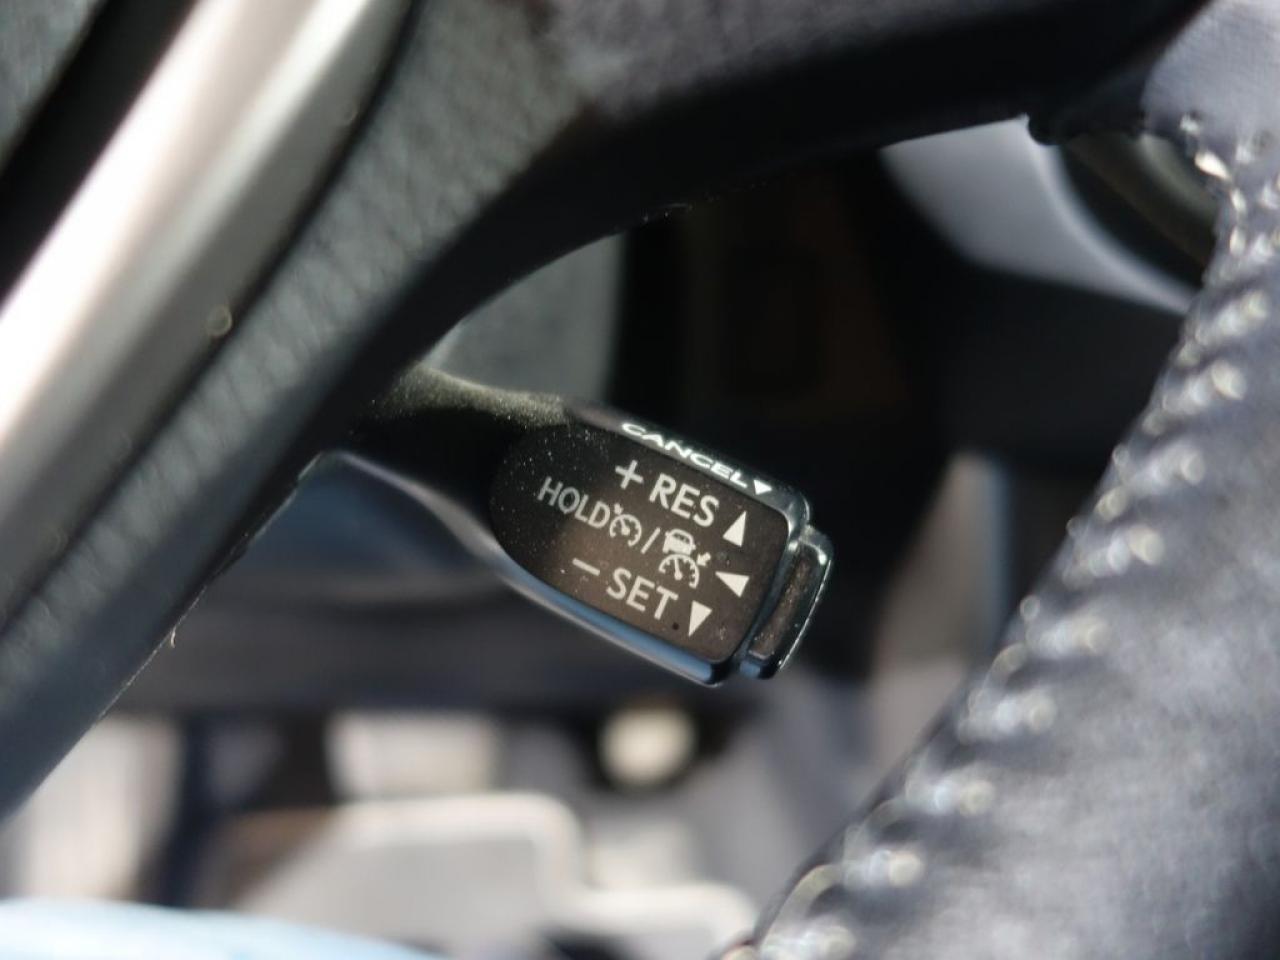 CANCEL▼
+ RES ▲
HOLD / ◀
− SET ▼